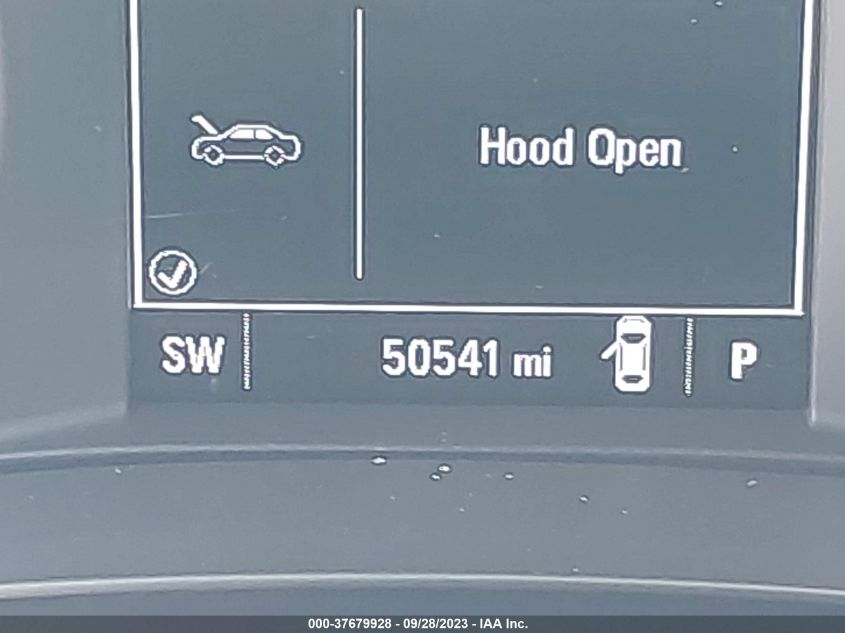 Hood Open
SW
50541 mi
P
000-37679928 - 09/28/2023 - IAA Inc.